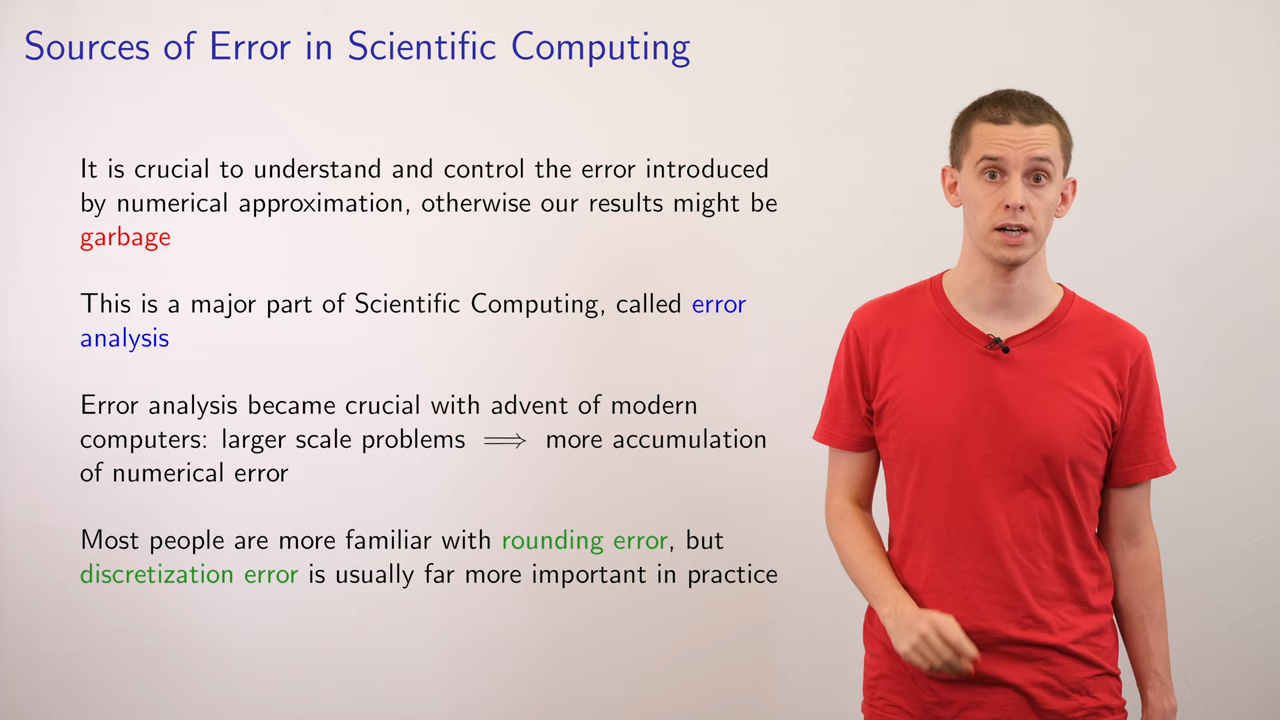 Sources of Error in Scientific Computing
It is crucial to understand and control the error introduced
by numerical approximation, otherwise our results might be
garbage
This is a major part of Scientific Computing, called error
analysis
Error analysis became crucial with advent of modern
computers: larger scale problems ⟹ more accumulation
of numerical error
Most people are more familiar with rounding error, but
discretization error is usually far more important in practice